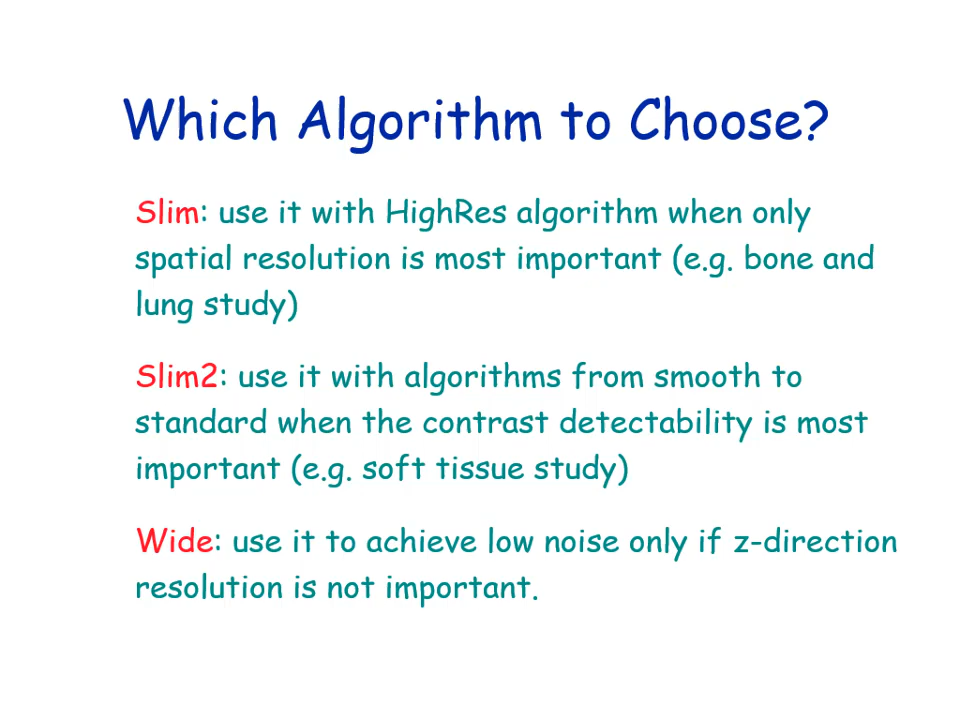 Which Algorithm to Choose?
Slim: use it with HighRes algorithm when only
spatial resolution is most important (e.g. bone and
lung study)
Slim2: use it with algorithms from smooth to
standard when the contrast detectability is most
important (e.g. soft tissue study)
Wide: use it to achieve low noise only if z-direction
resolution is not important.